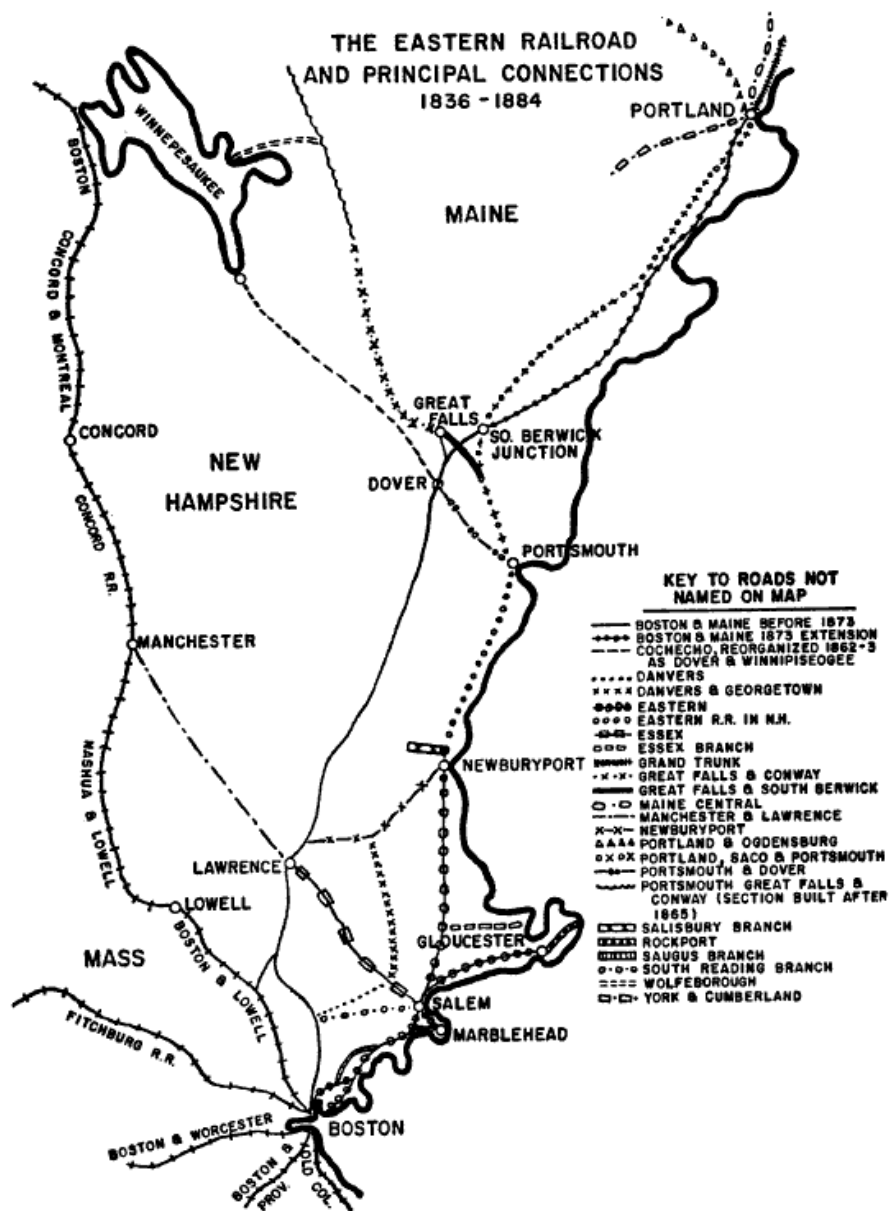 THE EASTERN RAILROAD
AND PRINCIPAL CONNECTIONS
1836 - 1884
PORTLAND
WINNEPESAUKEE
BOSTON
CONCORD & MONTREAL
MAINE
GREAT
FALLS
SO. BERWICK
JUNCTION
CONCORD
NEW
HAMPSHIRE
DOVER
CONCORD R.R.
PORTSMOUTH
MANCHESTER
NASHUA & LOWELL
NEWBURYPORT
LAWRENCE
LOWELL
GLOUCESTER
MASS
BOSTON & LOWELL
SALEM
FITCHBURG R.R.
MARBLEHEAD
BOSTON
BOSTON & WORCESTER
BOSTON &
PROV.
OLD COL.
KEY TO ROADS NOT
NAMED ON MAP
BOSTON & MAINE BEFORE 1873
BOSTON & MAINE 1873 EXTENSION
COCHECHO, REORGANIZED 1862-3
AS DOVER & WINNIPISEOGEE
DANVERS
DANVERS & GEORGETOWN
EASTERN
EASTERN R.R. IN N.H.
ESSEX
ESSEX BRANCH
GRAND TRUNK
GREAT FALLS & CONWAY
GREAT FALLS & SOUTH BERWICK
MAINE CENTRAL
MANCHESTER & LAWRENCE
NEWBURYPORT
PORTLAND & OGDENSBURG
PORTLAND, SACO & PORTSMOUTH
PORTSMOUTH & DOVER
PORTSMOUTH GREAT FALLS &
CONWAY (SECTION BUILT AFTER
1865)
SALISBURY BRANCH
ROCKPORT
SAUGUS BRANCH
SOUTH READING BRANCH
WOLFEBOROUGH
YORK & CUMBERLAND